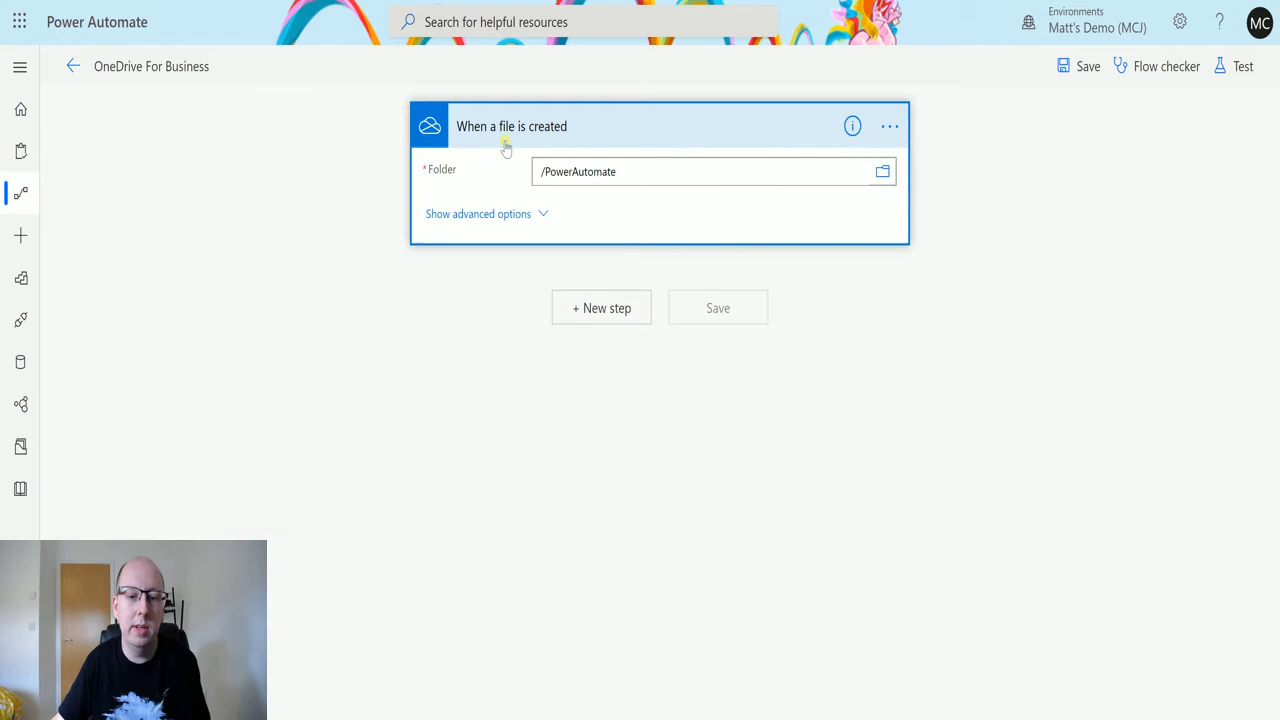 Power Automate
Search for helpful resources
Environments
Matt's Demo (MCJ)
MC
OneDrive For Business
Save
Flow checker
Test
When a file is created
* Folder
/PowerAutomate
Show advanced options
+ New step
Save